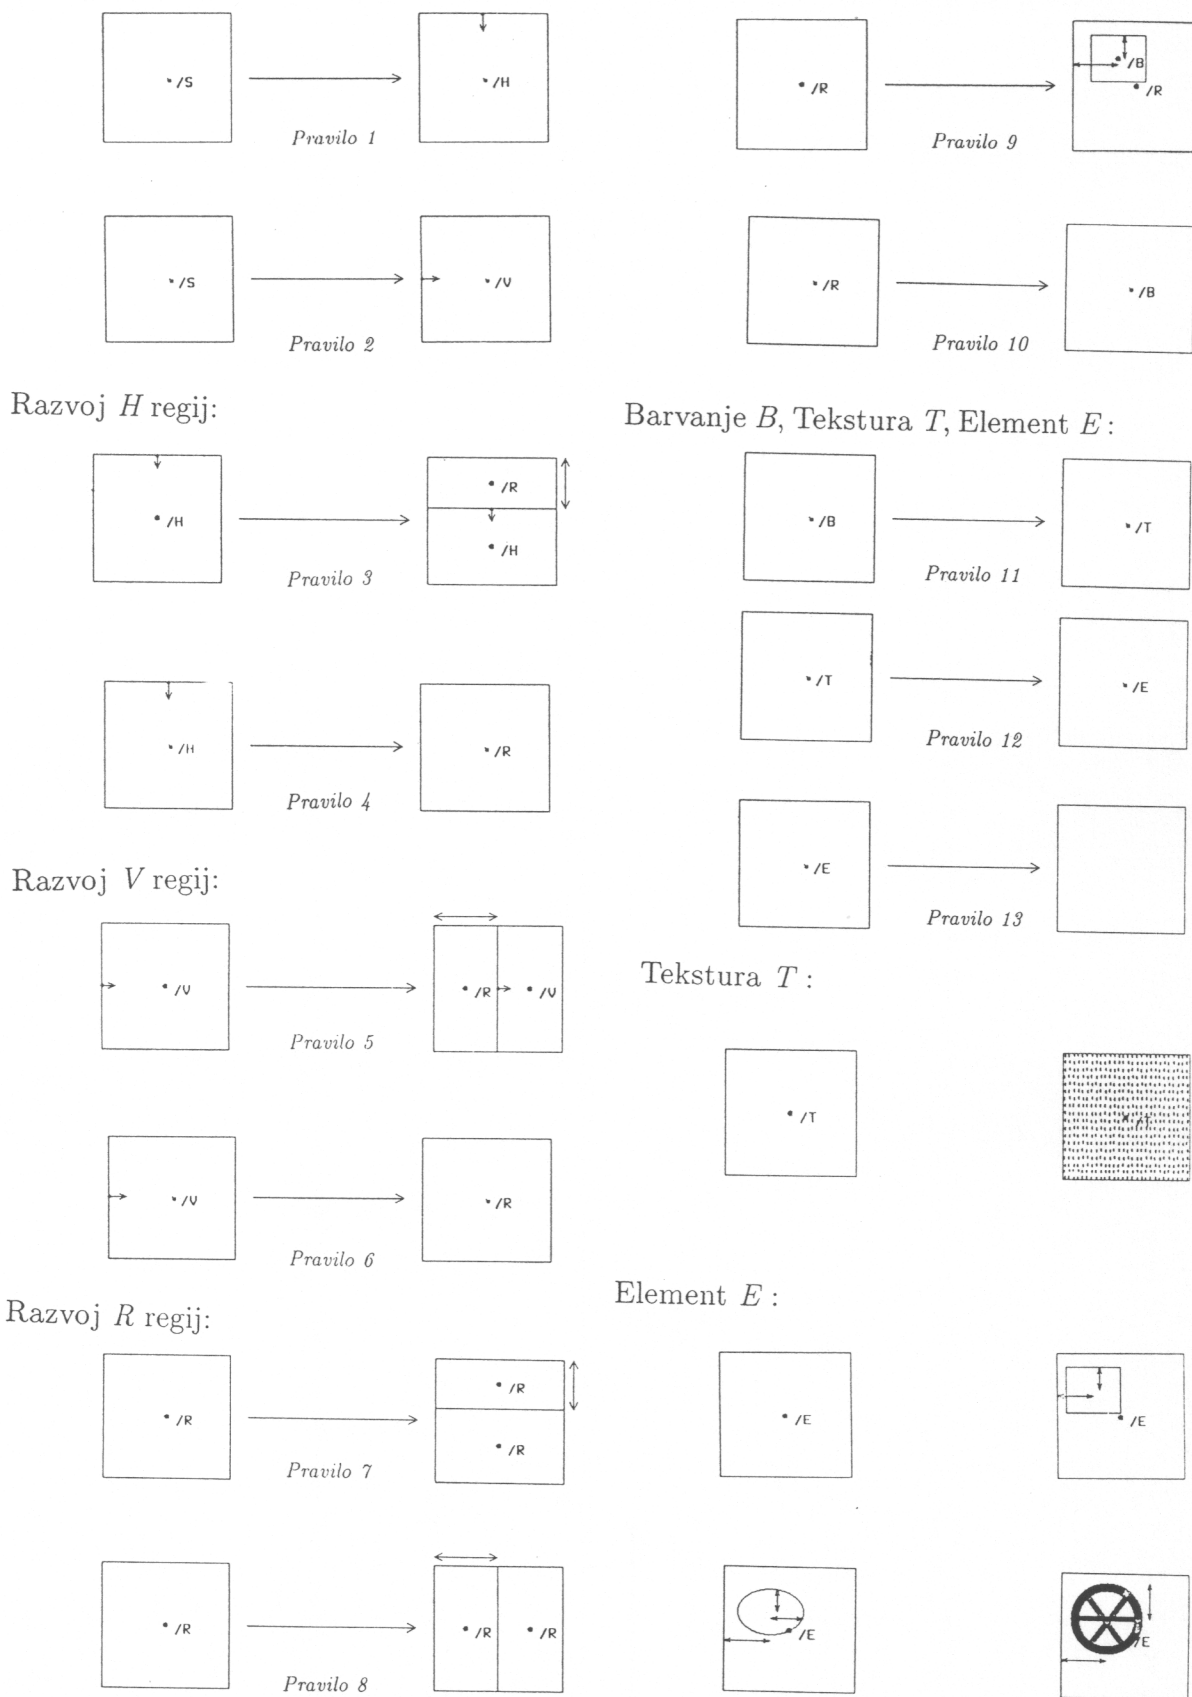 •/S
•/H
Pravilo 1
•/S
•/V
Pravilo 2
Razvoj H regij:
•/H
•/R
•/H
Pravilo 3
•/H
•/R
Pravilo 4
Razvoj V regij:
•/V
•/R
•/V
Pravilo 5
•/V
•/R
Pravilo 6
Razvoj R regij:
•/R
•/R
•/R
Pravilo 7
•/R
•/R
•/R
Pravilo 8
•/R
•/B
•/R
Pravilo 9
•/R
•/B
Pravilo 10
Barvanje B, Tekstura T, Element E:
•/B
•/T
Pravilo 11
•/T
•/E
Pravilo 12
•/E
Pravilo 13
Tekstura T:
•/T
•/T
Element E:
•/E
•/E
•/E
/E